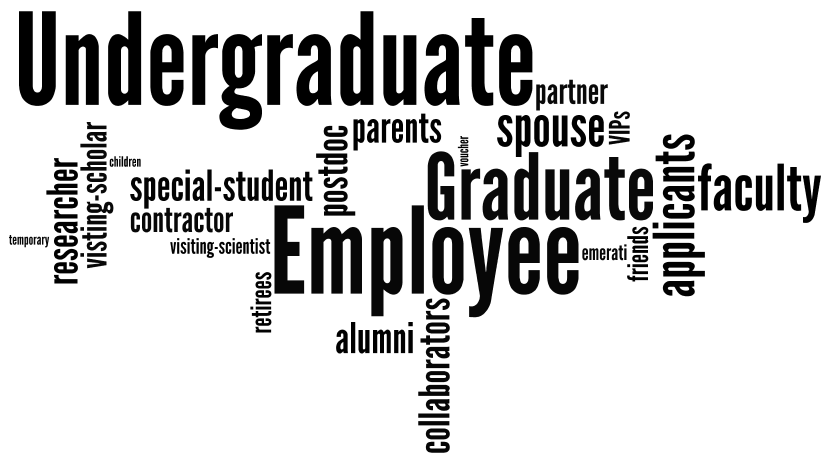 Undergraduate
partner
parents
spouse
VIPs
postdoc
voucher
visting-scholar
children
researcher
special-student
Graduate
applicants
faculty
contractor
temporary
visiting-scientist
Employee
emerati
friends
retirees
alumni
collaborators